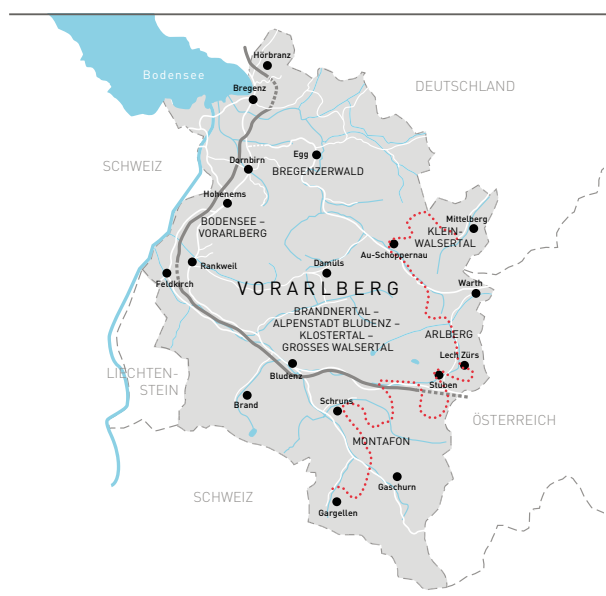 Hörbranz
Bodensee
DEUTSCHLAND
Bregenz
SCHWEIZ
Dornbirn
Egg
BREGENZERWALD
Hohenems
BODENSEE –
VORARLBERG
Mittelberg
KLEIN-
WALSERTAL
Au-Schoppernau
Rankweil
Feldkirch
Damüls
VORARLBERG
Warth
BRANDNERTAL –
ALPENSTADT BLUDENZ –
KLOSTERTAL –
GROSSES WALSERTAL
ARLBERG
Lech Zürs
LIECHTEN-
STEIN
Bludenz
Stuben
Brand
Schruns
ÖSTERREICH
MONTAFON
SCHWEIZ
Gaschurn
Gargellen